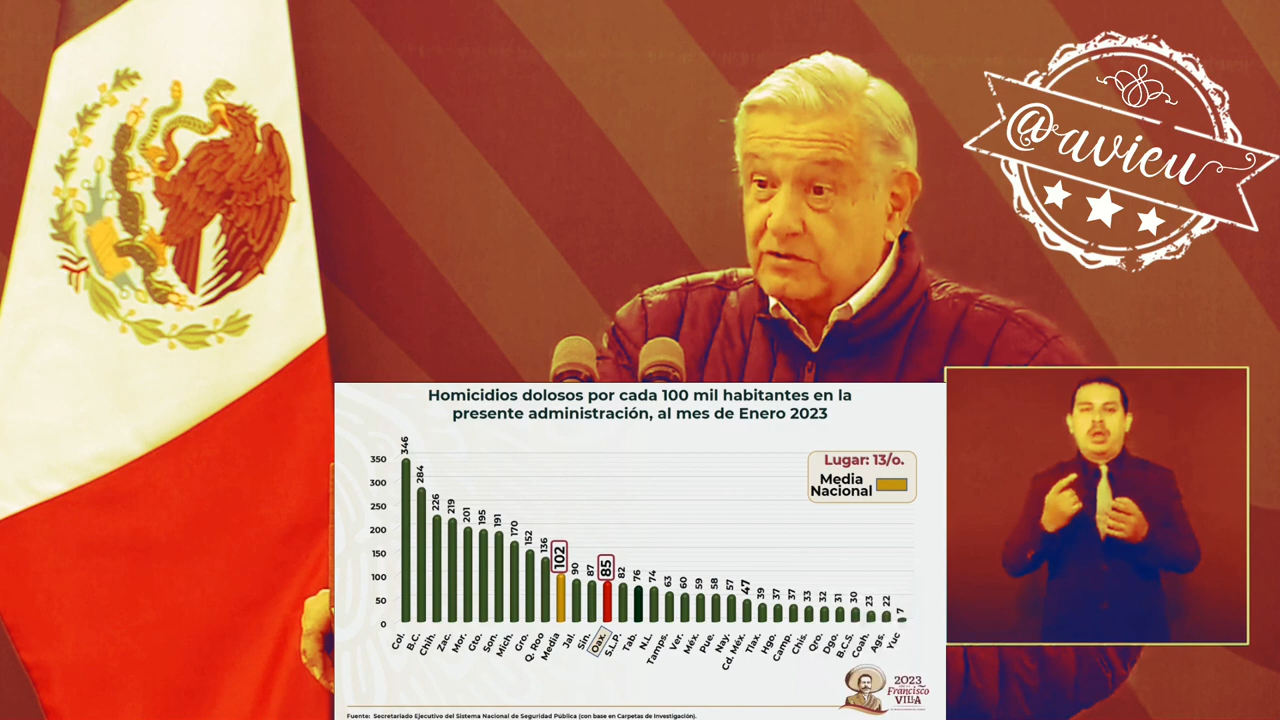 @avieu
Homicidios dolosos por cada 100 mil habitantes en la
presente administración, al mes de Enero 2023
Lugar: 13/o.
Media
Nacional
350
300
250
200
150
100
50
0
346
284
226
219
201
195
191
170
152
136
102
90
87
85
82
76
74
63
60
59
58
57
47
39
37
37
33
32
31
30
23
22
7
Col.
B.C.
Chih.
Zac.
Mor.
Gto.
Son.
Mich.
Gro.
Q. Roo
Media
Jal.
Sin.
Oax.
S.L.P.
Tab.
N.L.
Tamps.
Ver.
Méx.
Pue.
Nay.
Cd. Méx.
Tlax.
Hgo.
Camp.
Chis.
Qro.
Dgo.
B.C.S.
Coah.
Ags.
Yuc
2023
Francisco
VILLA
Fuente: Secretariado Ejecutivo del Sistema Nacional de Seguridad Pública (con base en Carpetas de Investigación).